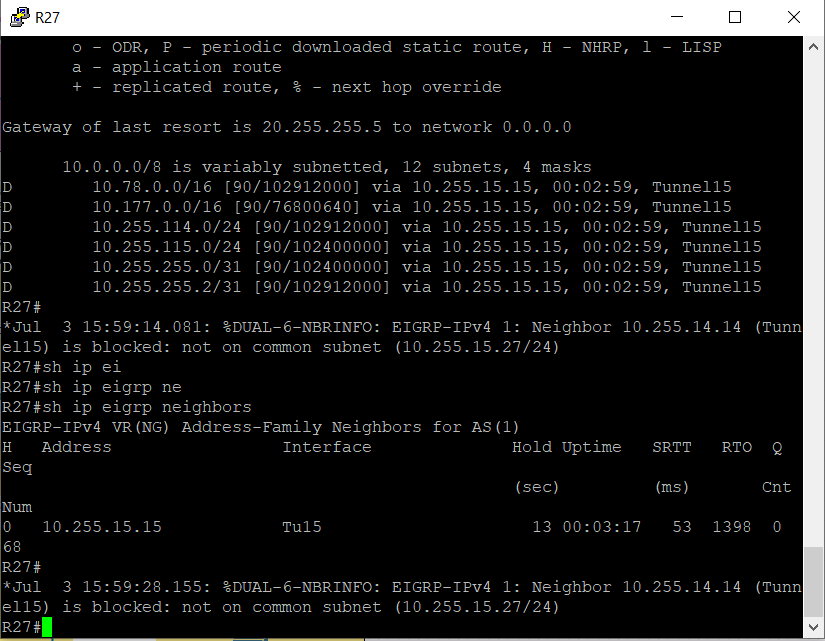 R27
o - ODR, P - periodic downloaded static route, H - NHRP, l - LISP
a - application route
+ - replicated route, % - next hop override
Gateway of last resort is 20.255.255.5 to network 0.0.0.0
10.0.0.0/8 is variably subnetted, 12 subnets, 4 masks
D 10.78.0.0/16 [90/102912000] via 10.255.15.15, 00:02:59, Tunnel15
D 10.177.0.0/16 [90/76800640] via 10.255.15.15, 00:02:59, Tunnel15
D 10.255.114.0/24 [90/102912000] via 10.255.15.15, 00:02:59, Tunnel15
D 10.255.115.0/24 [90/102400000] via 10.255.15.15, 00:02:59, Tunnel15
D 10.255.255.0/31 [90/102400000] via 10.255.15.15, 00:02:59, Tunnel15
D 10.255.255.2/31 [90/102912000] via 10.255.15.15, 00:02:59, Tunnel15
R27#
*Jul  3 15:59:14.081: %DUAL-6-NBRINFO: EIGRP-IPv4 1: Neighbor 10.255.14.14 (Tunn
el15) is blocked: not on common subnet (10.255.15.27/24)
R27#sh ip ei
R27#sh ip eigrp ne
R27#sh ip eigrp neighbors
EIGRP-IPv4 VR(NG) Address-Family Neighbors for AS(1)
H   Address                 Interface              Hold Uptime   SRTT   RTO  Q
Seq
(sec)         (ms)       Cnt
Num
0   10.255.15.15            Tu15                     13 00:03:17   53  1398  0
68
R27#
*Jul  3 15:59:28.155: %DUAL-6-NBRINFO: EIGRP-IPv4 1: Neighbor 10.255.14.14 (Tunn
el15) is blocked: not on common subnet (10.255.15.27/24)
R27#